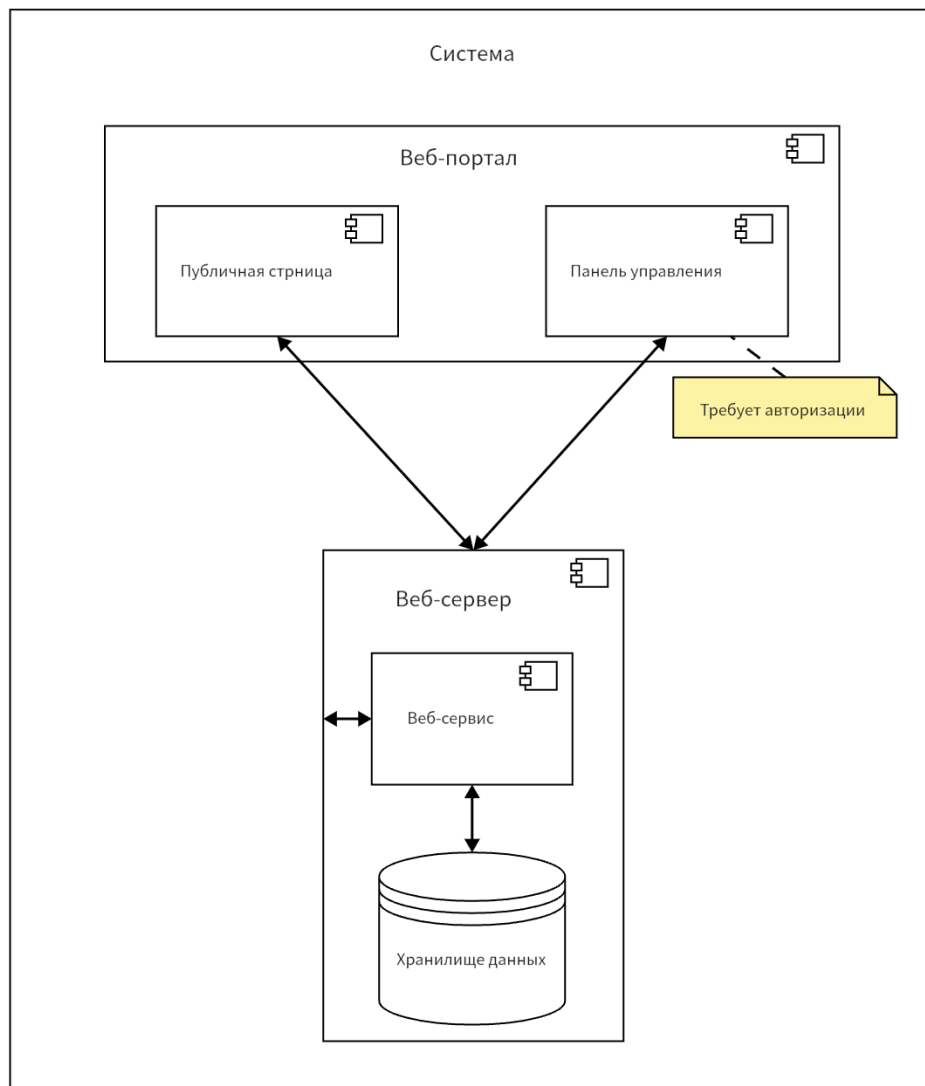 Система
Веб-портал
Публичная стрница
Панель управления
Требует авторизации
Веб-сервер
Веб-сервис
Хранилище данных